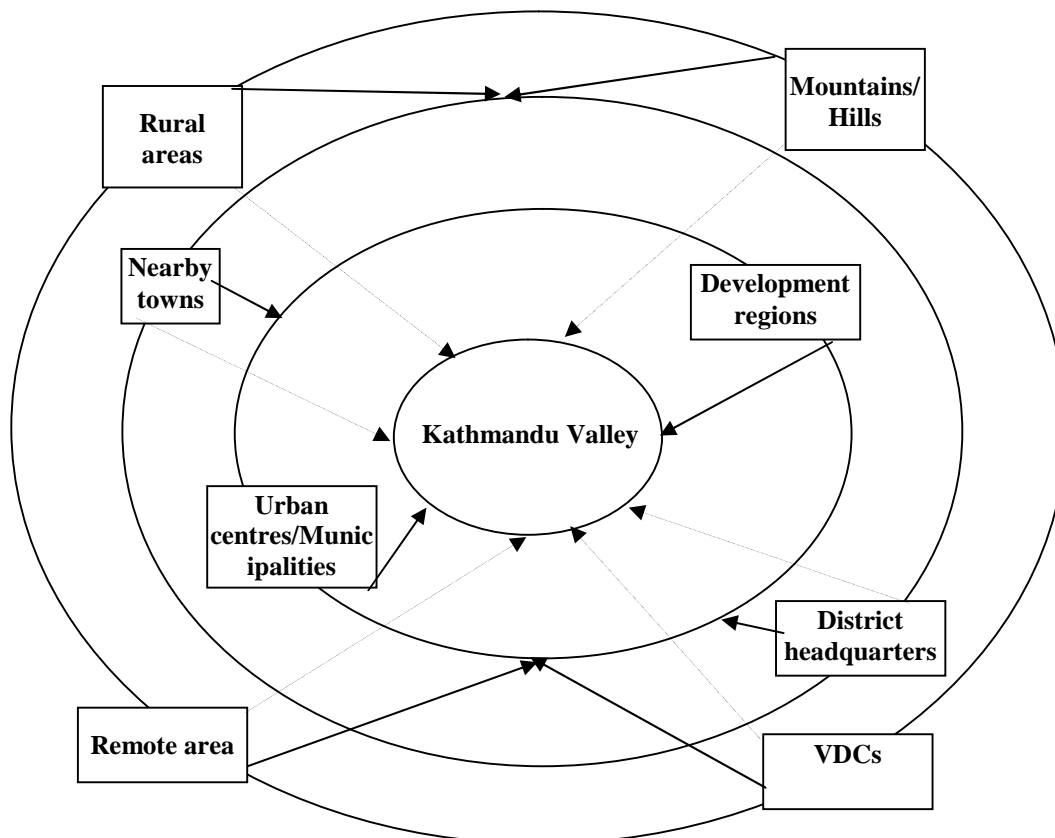 Mountains/
Hills
Rural
areas
Nearby
towns
Development
regions
Kathmandu Valley
Urban
centres/Munic
ipalities
District
headquarters
Remote area
VDCs